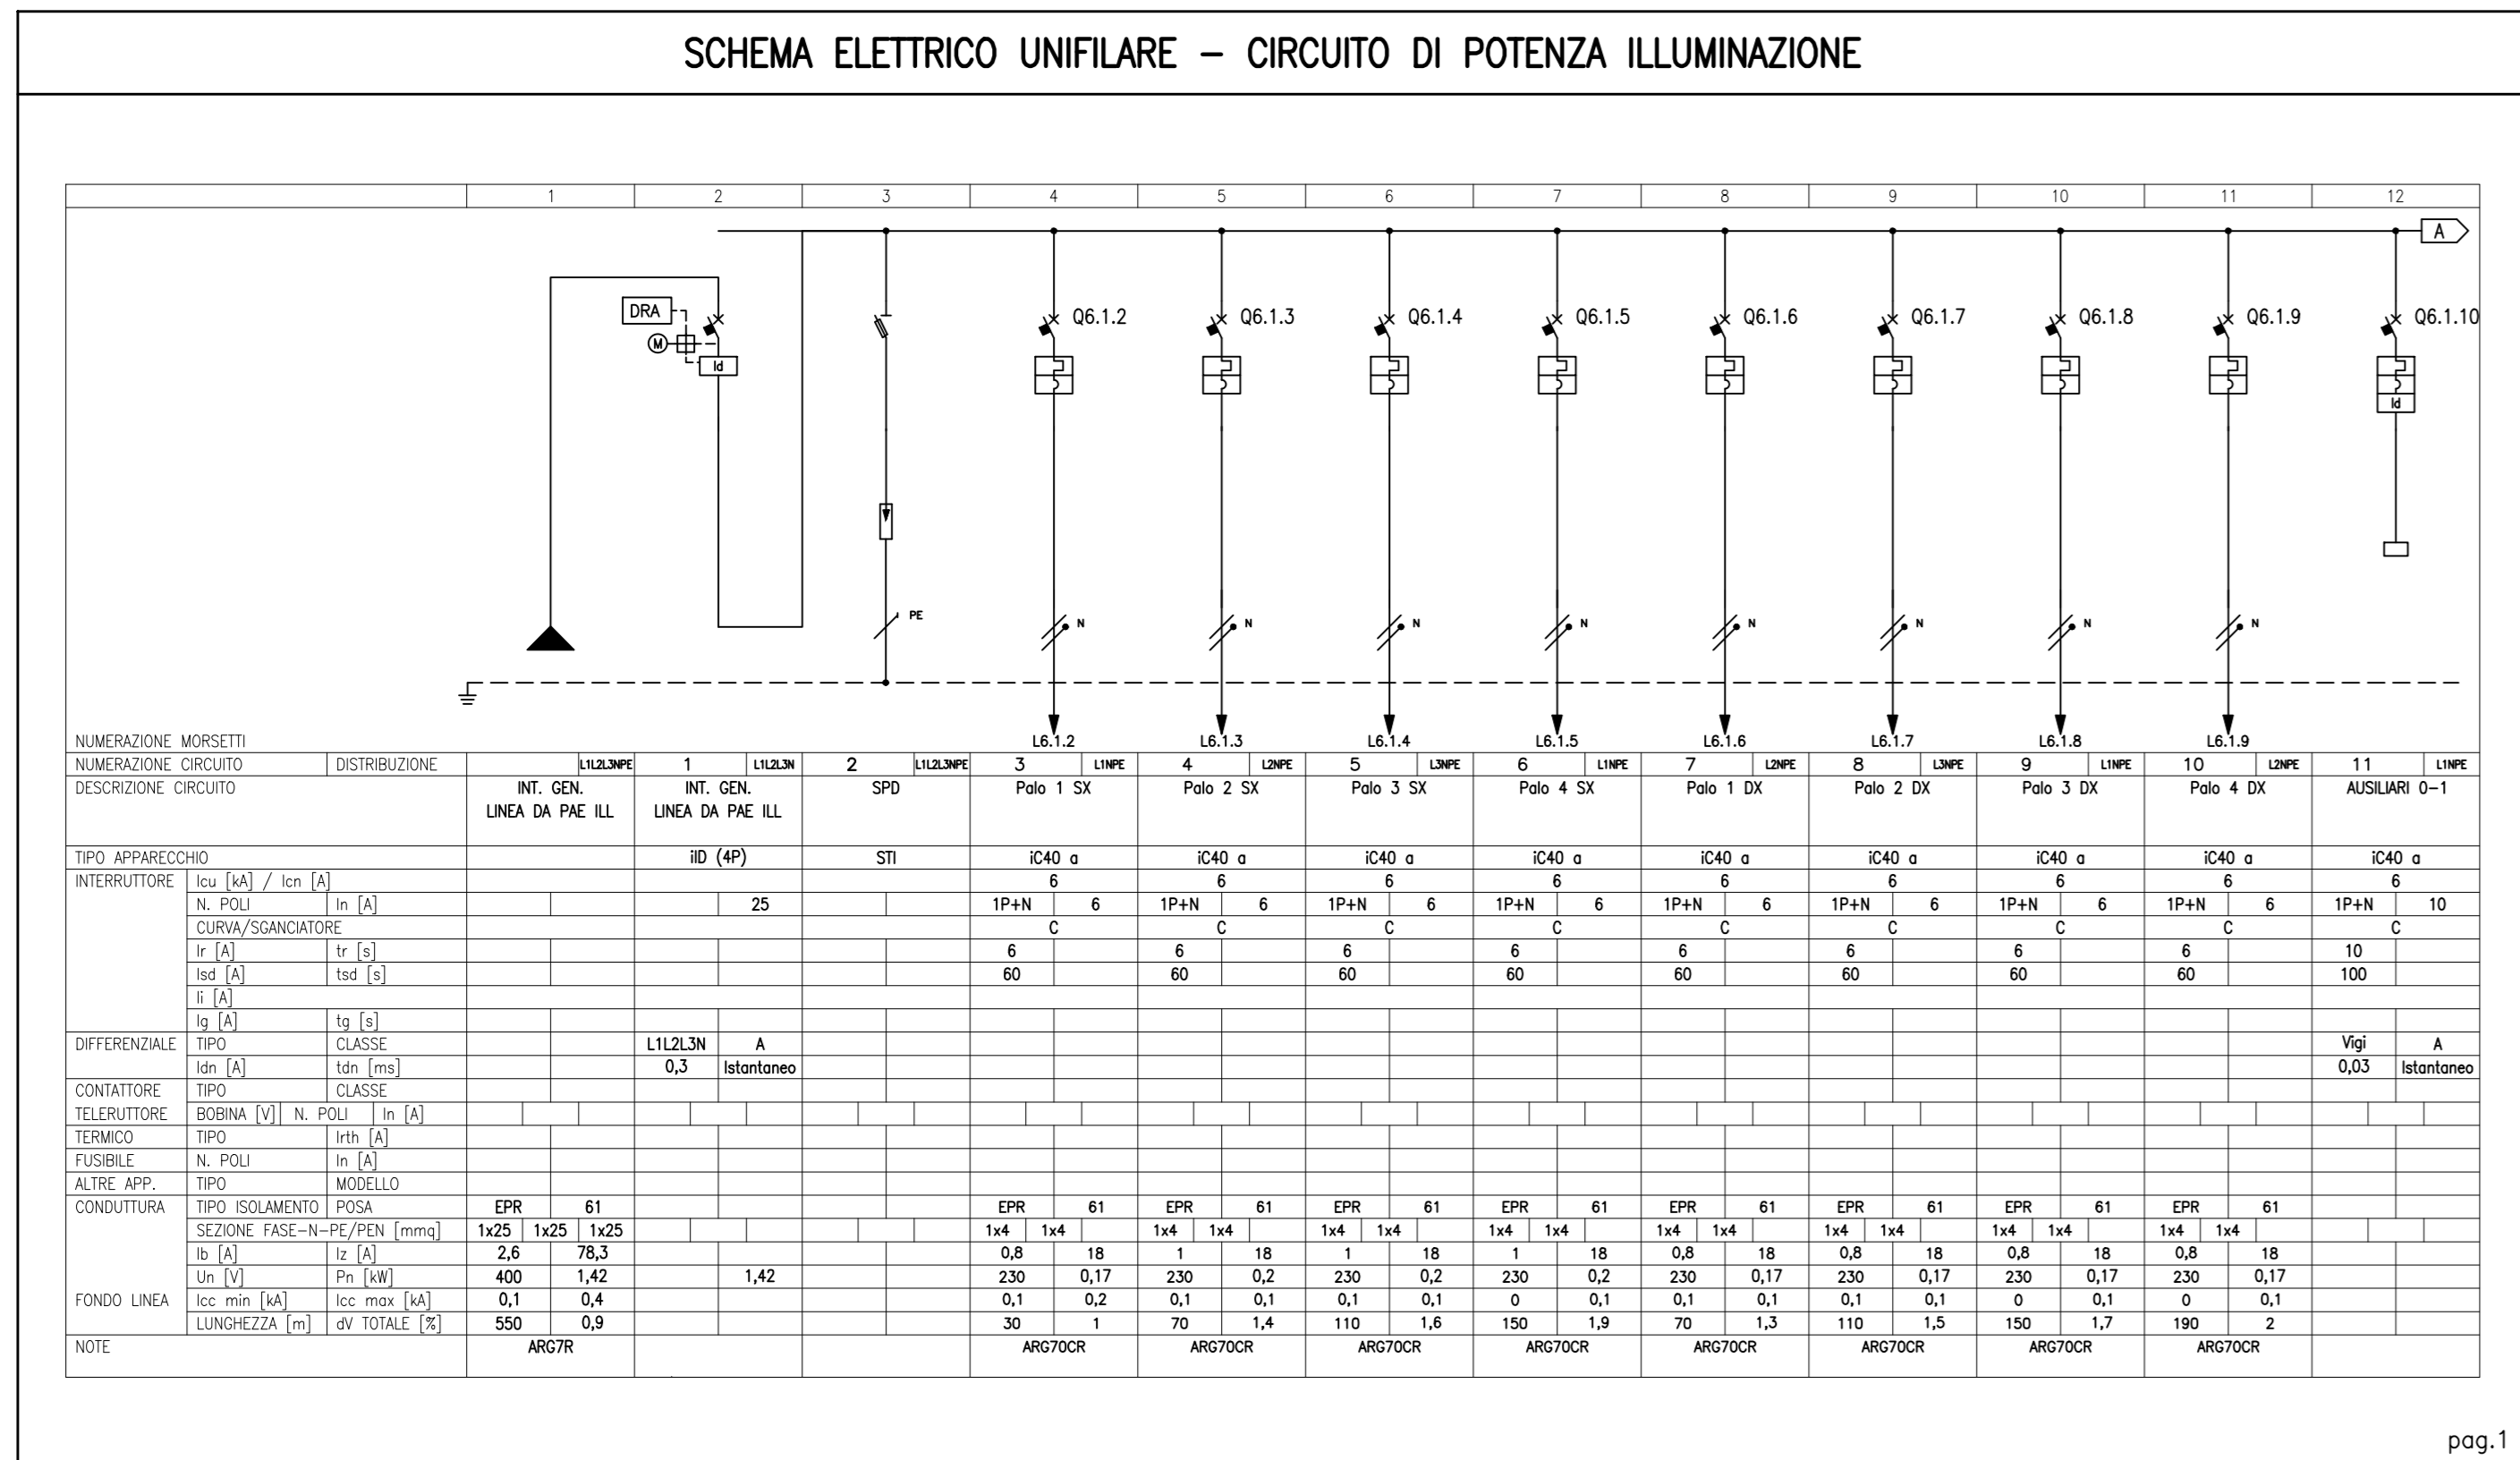 SCHEMA ELETTRICO UNIFILARE – CIRCUITO DI POTENZA ILLUMINAZIONE
1 2 3 4 5 6 7 8 9 10 11 12
A
DRA Q6.1.2 Q6.1.3 Q6.1.4 Q6.1.5 Q6.1.6 Q6.1.7 Q6.1.8 Q6.1.9 Q6.1.10
M
Id
Id
PE N N N N N N N N
NUMERAZIONE MORSETTI L6.1.2 L6.1.3 L6.1.4 L6.1.5 L6.1.6 L6.1.7 L6.1.8 L6.1.9
NUMERAZIONE CIRCUITO DISTRIBUZIONE L1L2L3NPE 1 L1L2L3N 2 L1L2L3NPE 3 L1NPE 4 L2NPE 5 L3NPE 6 L1NPE 7 L2NPE 8 L3NPE 9 L1NPE 10 L2NPE 11 L1NPE
DESCRIZIONE CIRCUITO INT. GEN. INT. GEN. SPD Palo 1 SX Palo 2 SX Palo 3 SX Palo 4 SX Palo 1 DX Palo 2 DX Palo 3 DX Palo 4 DX AUSILIARI 0-1
LINEA DA PAE ILL LINEA DA PAE ILL
TIPO APPARECCHIO iID (4P) STI iC40 a iC40 a iC40 a iC40 a iC40 a iC40 a iC40 a iC40 a iC40 a
INTERRUTTORE Icu [kA] / Icn [A] 6 6 6 6 6 6 6 6 6
N. POLI In [A] 25 1P+N 6 1P+N 6 1P+N 6 1P+N 6 1P+N 6 1P+N 6 1P+N 6 1P+N 6 1P+N 10
CURVA/SGANCIATORE C C C C C C C C C
Ir [A] tr [s] 6 6 6 6 6 6 6 6 10
Isd [A] tsd [s] 60 60 60 60 60 60 60 60 100
Ii [A]
Ig [A] tg [s]
DIFFERENZIALE TIPO CLASSE L1L2L3N A Vigi A
Idn [A] tdn [ms] 0,3 Istantaneo 0,03 Istantaneo
CONTATTORE TIPO CLASSE
TELERUTTORE BOBINA [V] N. POLI In [A]
TERMICO TIPO Irth [A]
FUSIBILE N. POLI In [A]
ALTRE APP. TIPO MODELLO
CONDUTTURA TIPO ISOLAMENTO POSA EPR 61 EPR 61 EPR 61 EPR 61 EPR 61 EPR 61 EPR 61 EPR 61 EPR 61
SEZIONE FASE-N-PE/PEN [mmq] 1x25 1x25 1x25 1x4 1x4 1x4 1x4 1x4 1x4 1x4 1x4 1x4 1x4 1x4 1x4 1x4 1x4 1x4 1x4
Ib [A] Iz [A] 2,6 78,3 0,8 18 1 18 1 18 1 18 0,8 18 0,8 18 0,8 18 0,8 18
Un [V] Pn [kW] 400 1,42 1,42 230 0,17 230 0,2 230 0,2 230 0,2 230 0,17 230 0,17 230 0,17 230 0,17
FONDO LINEA Icc min [kA] Icc max [kA] 0,1 0,4 0,1 0,2 0,1 0,1 0,1 0,1 0 0,1 0,1 0,1 0,1 0,1 0 0,1 0 0,1
LUNGHEZZA [m] dV TOTALE [%] 550 0,9 30 1 70 1,4 110 1,6 150 1,9 70 1,3 110 1,5 150 1,7 190 2
NOTE ARG7R ARG7OCR ARG7OCR ARG7OCR ARG7OCR ARG7OCR ARG7OCR ARG7OCR ARG7OCR
pag.1